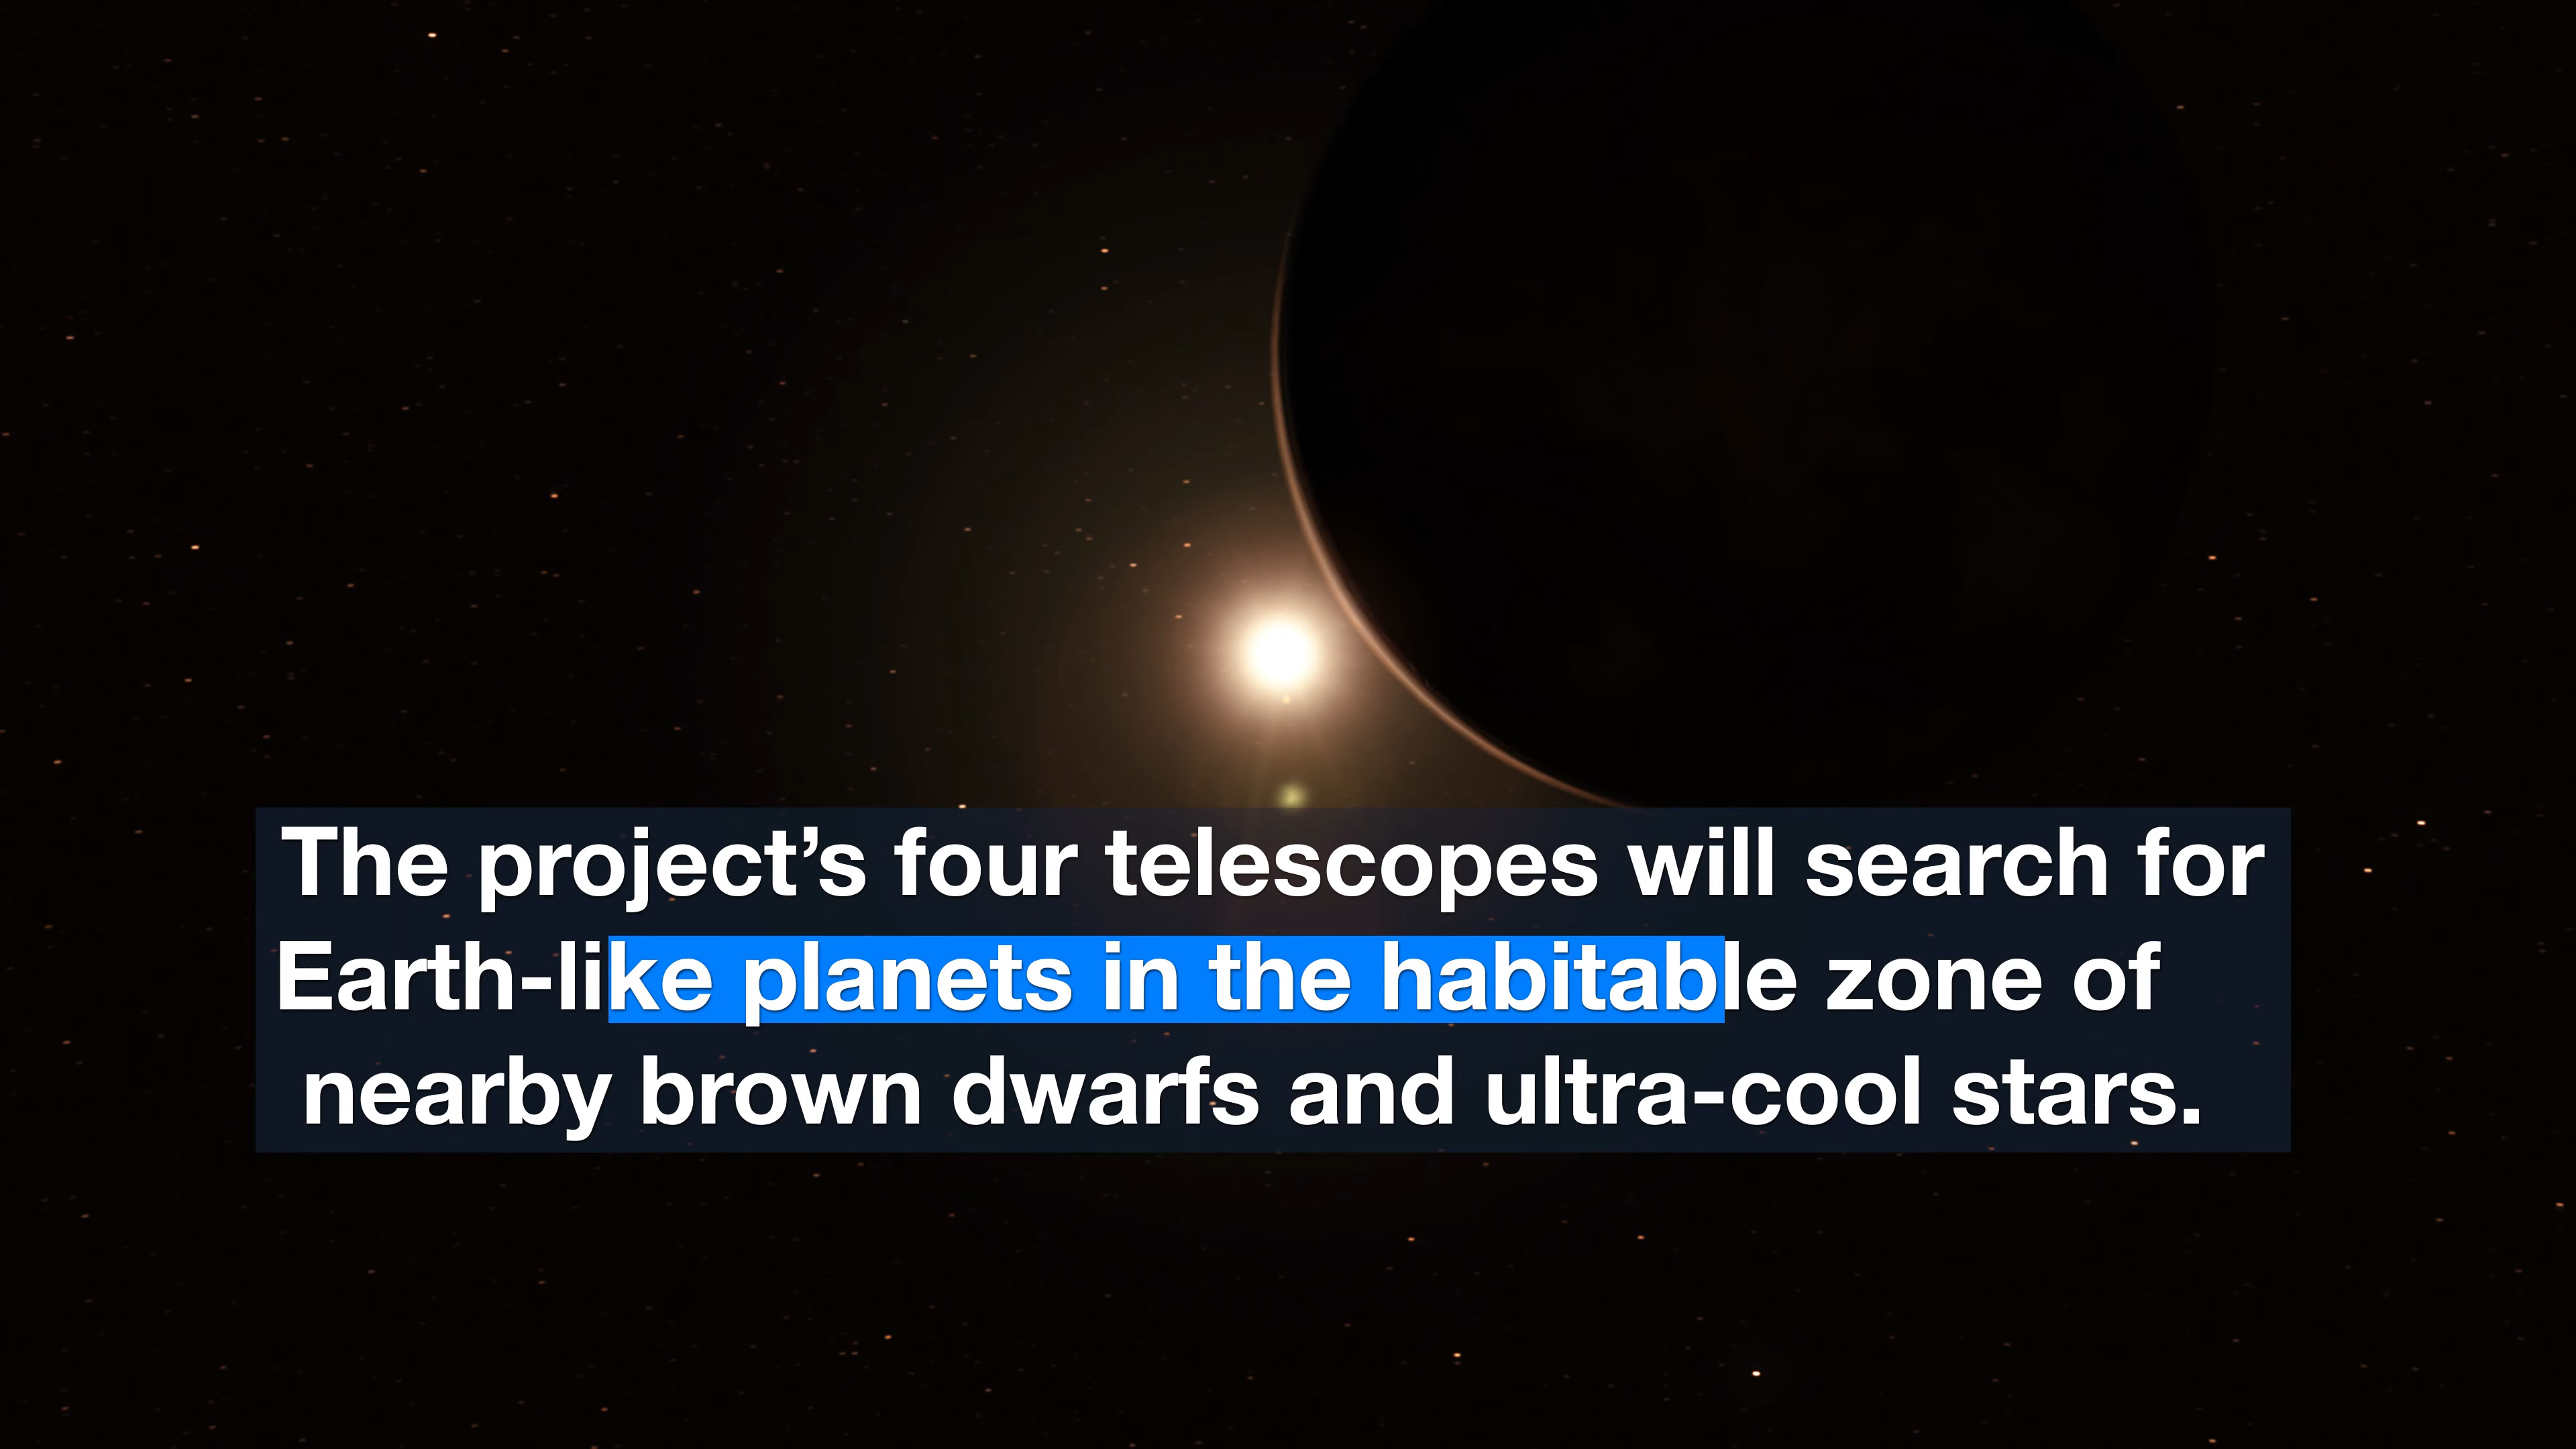 The project’s four telescopes will search for
Earth-like planets in the habitable zone of
nearby brown dwarfs and ultra-cool stars.